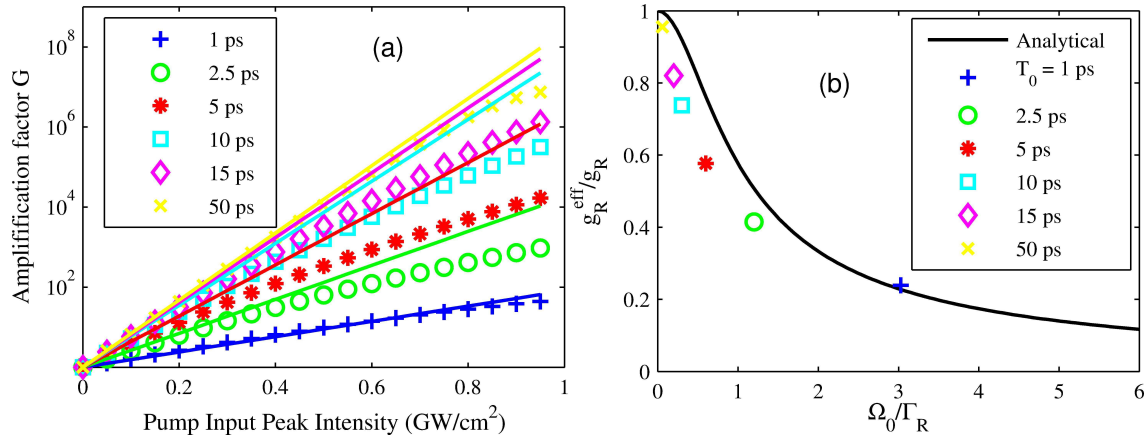 10^8
10^6
10^4
10^2
Amplifification factor G
(a)
1 ps
2.5 ps
5 ps
10 ps
15 ps
50 ps
0 0.2 0.4 0.6 0.8 1
Pump Input Peak Intensity (GW/cm^2)
1
0.8
0.6
0.4
0.2
0
g_R^eff/g_R
(b)
Analytical
T_0 = 1 ps
2.5 ps
5 ps
10 ps
15 ps
50 ps
0 1 2 3 4 5 6
Ω_0/Γ_R